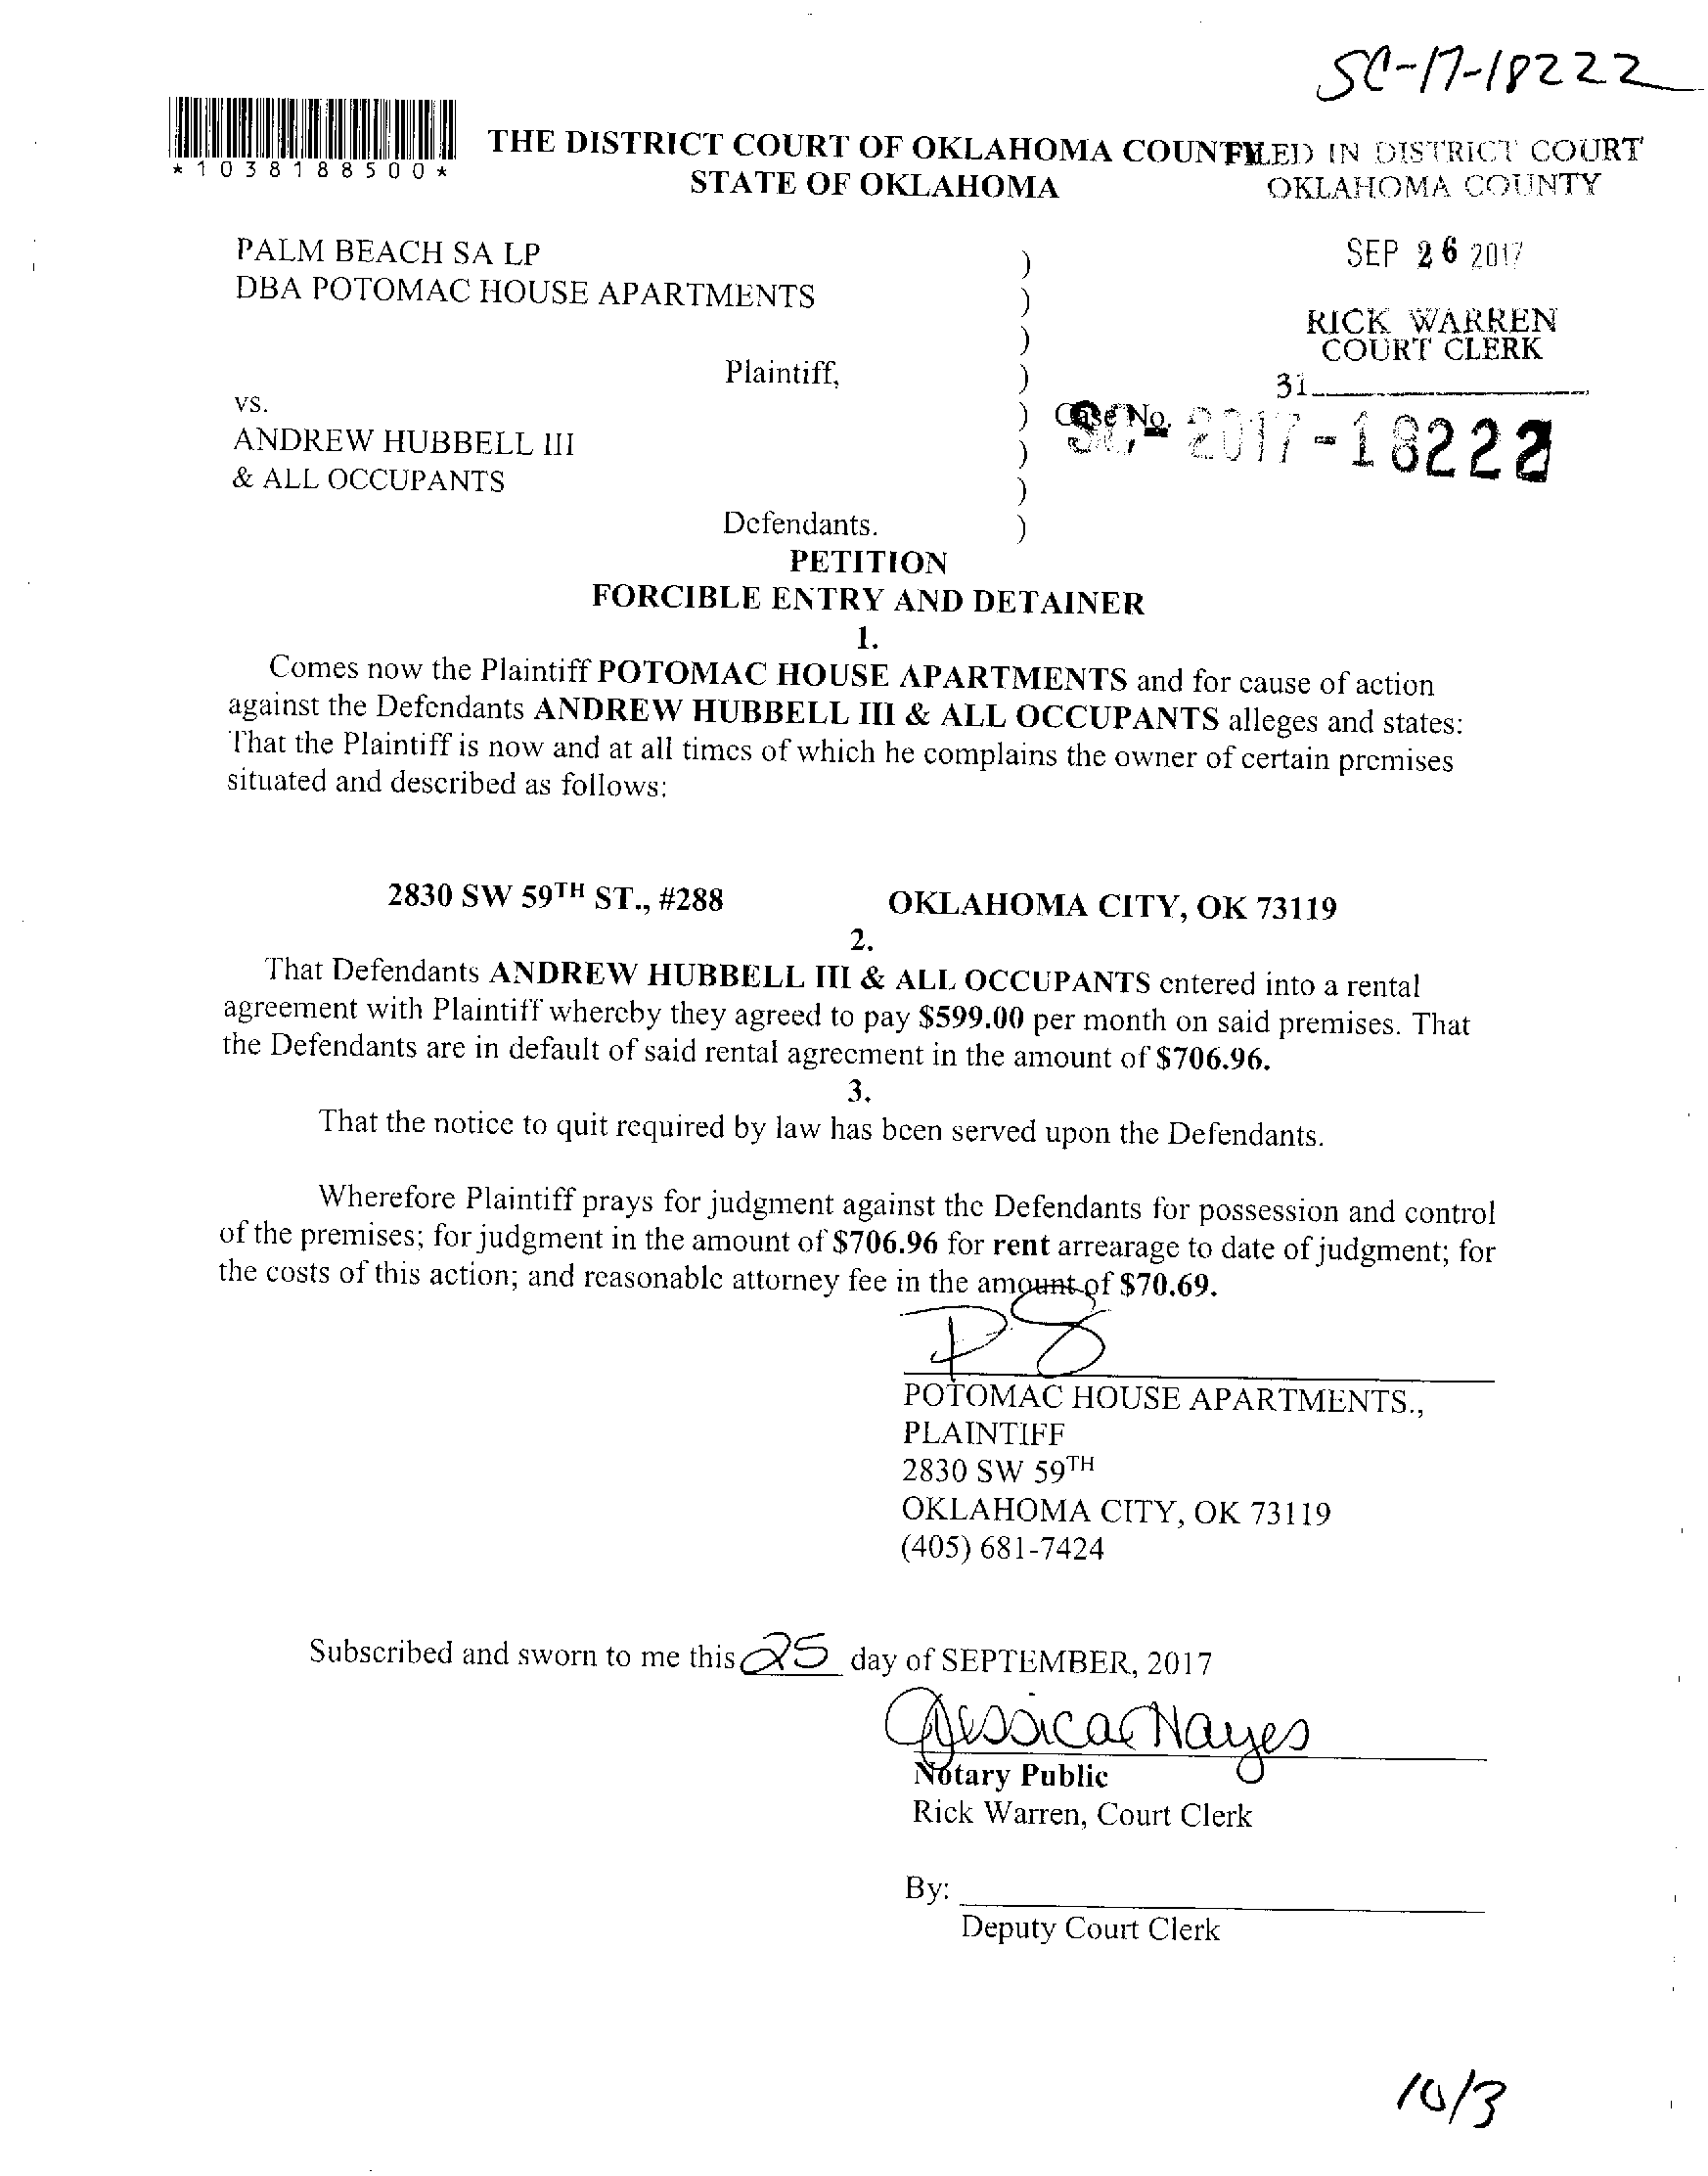 SC-17-18222
*1038188500*
THE DISTRICT COURT OF OKLAHOMA COUNTY
STATE OF OKLAHOMA
FILED IN DISTRICT COURT
OKLAHOMA COUNTY
SEP 26 2017
RICK WARREN
COURT CLERK
31
PALM BEACH SA LP )
DBA POTOMAC HOUSE APARTMENTS )
)
Plaintiff, )
vs. ) Case No. SC-2017-18222
ANDREW HUBBELL III )
& ALL OCCUPANTS )
Defendants. )
PETITION
FORCIBLE ENTRY AND DETAINER
1.
Comes now the Plaintiff POTOMAC HOUSE APARTMENTS and for cause of action
against the Defendants ANDREW HUBBELL III & ALL OCCUPANTS alleges and states:
That the Plaintiff is now and at all times of which he complains the owner of certain premises
situated and described as follows:
2830 SW 59TH ST., #288 OKLAHOMA CITY, OK 73119
2.
That Defendants ANDREW HUBBELL III & ALL OCCUPANTS entered into a rental
agreement with Plaintiff whereby they agreed to pay $599.00 per month on said premises. That
the Defendants are in default of said rental agreement in the amount of $706.96.
3.
That the notice to quit required by law has been served upon the Defendants.
Wherefore Plaintiff prays for judgment against the Defendants for possession and control
of the premises; for judgment in the amount of $706.96 for rent arrearage to date of judgment; for
the costs of this action; and reasonable attorney fee in the amount of $70.69.
POTOMAC HOUSE APARTMENTS.,
PLAINTIFF
2830 SW 59TH
OKLAHOMA CITY, OK 73119
(405) 681-7424
Subscribed and sworn to me this 25 day of SEPTEMBER, 2017
Jessica Hayes
Notary Public
Rick Warren, Court Clerk
By:
Deputy Court Clerk
10/3